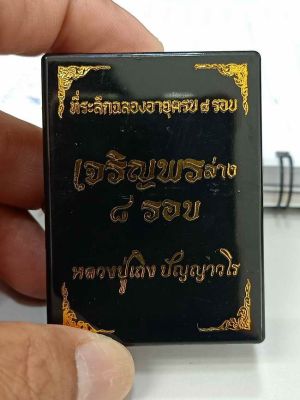 ที่ระลึกฉลองอายุครบ ๘ รอบ
เจริญพรล่าง
๘ รอบ
หลวงปู่เถิง ปัญญาวโร